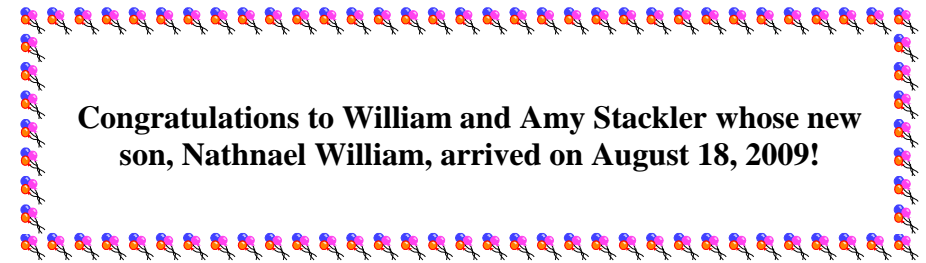 Congratulations to William and Amy Stackler whose new
son, Nathnael William, arrived on August 18, 2009!